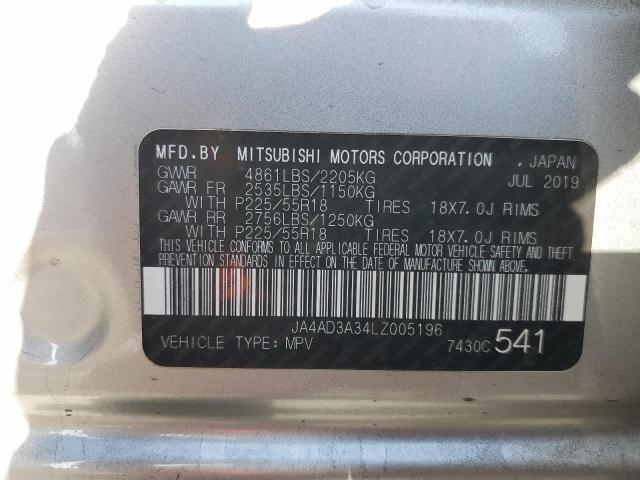 MFD.BY MITSUBISHI MOTORS CORPORATION , JAPAN
GVWR 4861LBS/2205KG JUL 2019
GAWR FR 2535LBS/1150KG
WITH P225/55R18 TIRES 18X7.0J RIMS
GAWR RR 2756LBS/1250KG
WITH P225/55R18 TIRES 18X7.0J RIMS
THIS VEHICLE CONFORMS TO ALL APPLICABLE FEDERAL MOTOR VEHICLE SAFETY AND THEFT
PREVENTION STANDARDS IN EFFECT ON THE DATE OF MANUFACTURE SHOWN ABOVE.
JA4AD3A34LZ005196
VEHICLE TYPE: MPV 7430C 541